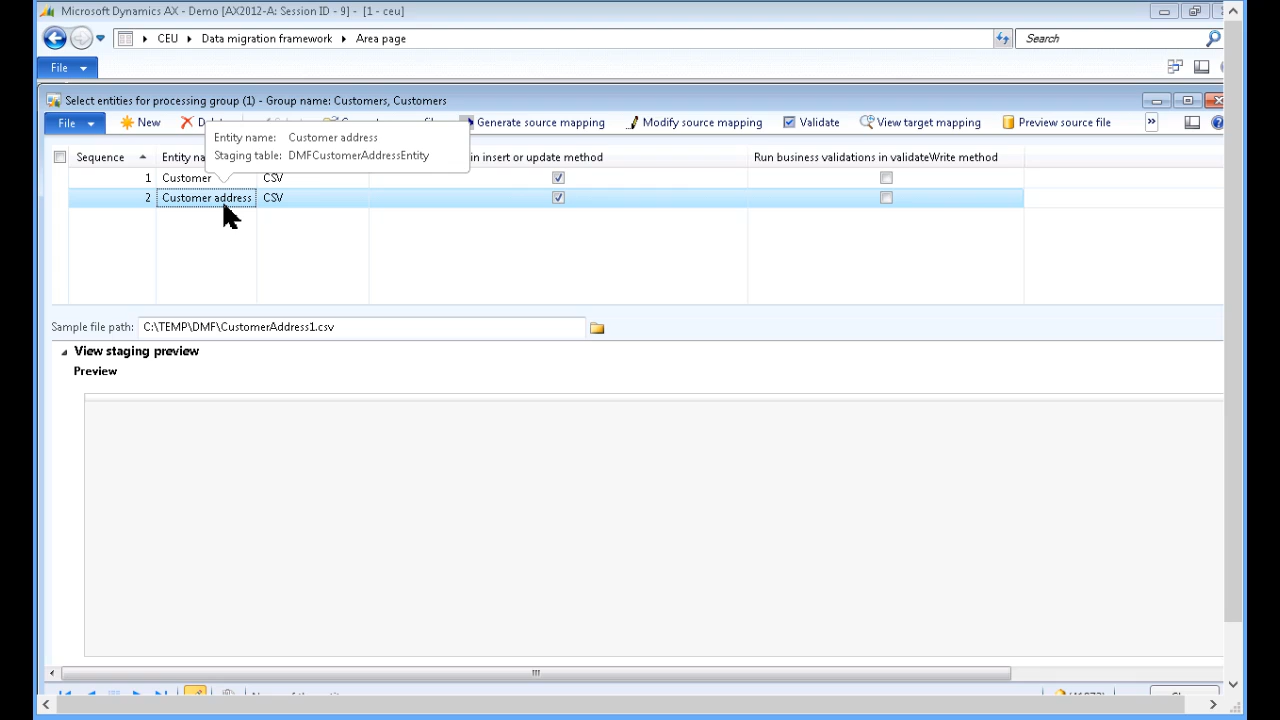 Microsoft Dynamics AX - Demo [AX2012-A: Session ID - 9] - [1 - ceu]
CEU Data migration framework Area page
Search
File
Select entities for processing group (1) - Group name: Customers, Customers
File New Generate source mapping Modify source mapping Validate View target mapping Preview source file
Entity name: Customer address
Staging table: DMFCustomerAddressEntity
Sequence in insert or update method Run business validations in validateWrite method
1 Customer CSV
2 Customer address CSV
Sample file path: C:\TEMP\DMF\CustomerAddress1.csv
View staging preview
Preview